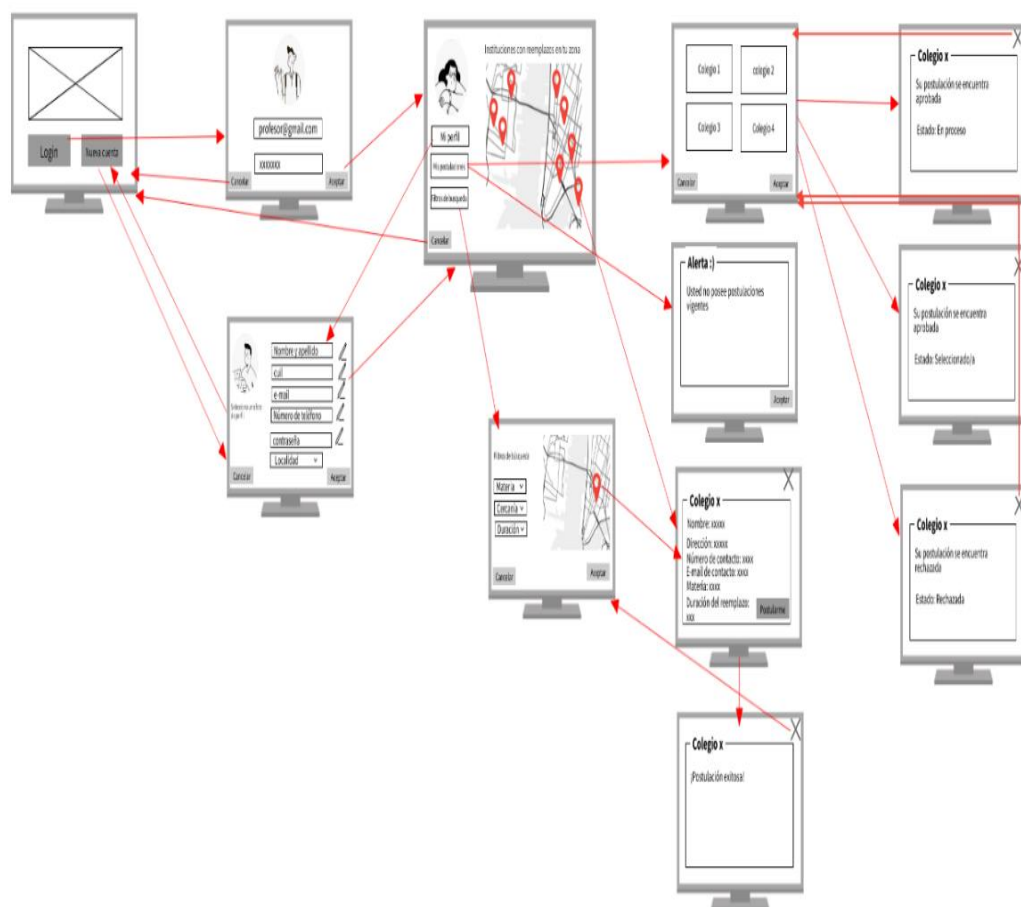 Login
Nueva cuenta
profesor@gmail.com
xxxxxxxx
Cancelar
Aceptar
Instituciones con reemplazos en tu zona
Mi perfil
Mis postulaciones
Filtros de búsqueda
Cancelar
Colegio 1
colegio 2
Colegio 3
Colegio 4
Cancelar
Aceptar
Colegio x
Su postulación se encuentra
aprobada
Estado: En proceso
Alerta :)
Usted no posee postulaciones
vigentes
Aceptar
Colegio x
Su postulación se encuentra
aprobada
Estado: Seleccionado/a
Nombre y apellido
cuil
e-mail
Número de teléfono
contraseña
Localidad
Cancelar
Aceptar
Filtros de búsqueda
Materia
Cercanía
Duración
Cancelar
Aceptar
Colegio x
Nombre: xxxxx
Dirección: xxxxx
Número de contacto: xxxx
E-mail de contacto: xxxx
Materia: xxxx
Duración del reemplazo:
xxx
Postularme
Colegio x
Su postulación se encuentra
rechazada
Estado: Rechazada
Colegio x
¡Postulación exitosa!